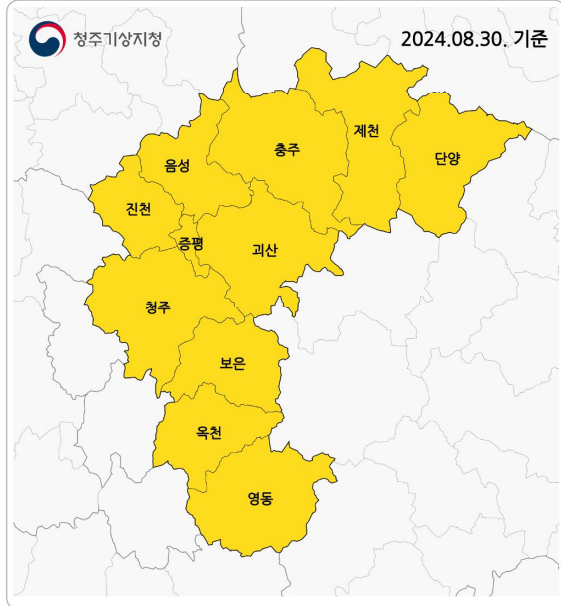 청주기상지청
2024.08.30. 기준
제천
충주
단양
음성
진천
증평
괴산
청주
보은
옥천
영동